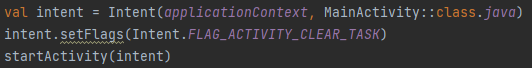 val intent = Intent(applicationContext, MainActivity::class.java)
intent.setFlags(Intent.FLAG_ACTIVITY_CLEAR_TASK)
startActivity(intent)